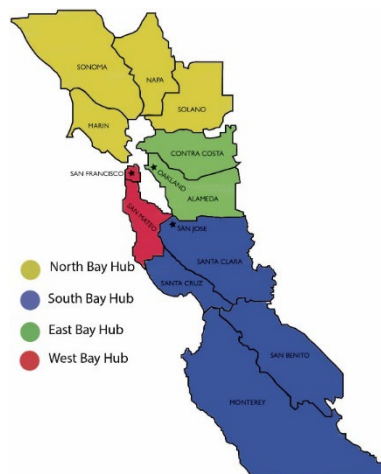 SONOMA
NAPA
SOLANO
MARIN
CONTRA COSTA
SAN FRANCISCO
OAKLAND
ALAMEDA
SAN MATEO
SAN JOSE
SANTA CLARA
SANTA CRUZ
North Bay Hub
South Bay Hub
East Bay Hub
West Bay Hub
SAN BENITO
MONTEREY